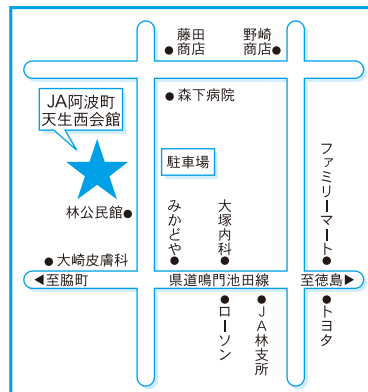 藤田
商店
野崎
商店
JA阿波町
天生西会館
森下病院
駐車場
ファミリーマート
林公民館
みかどや
大塚内科
大崎皮膚科
◀至脇町
県道鳴門池田線
至徳島▶
ローソン
JA林支所
トヨタ